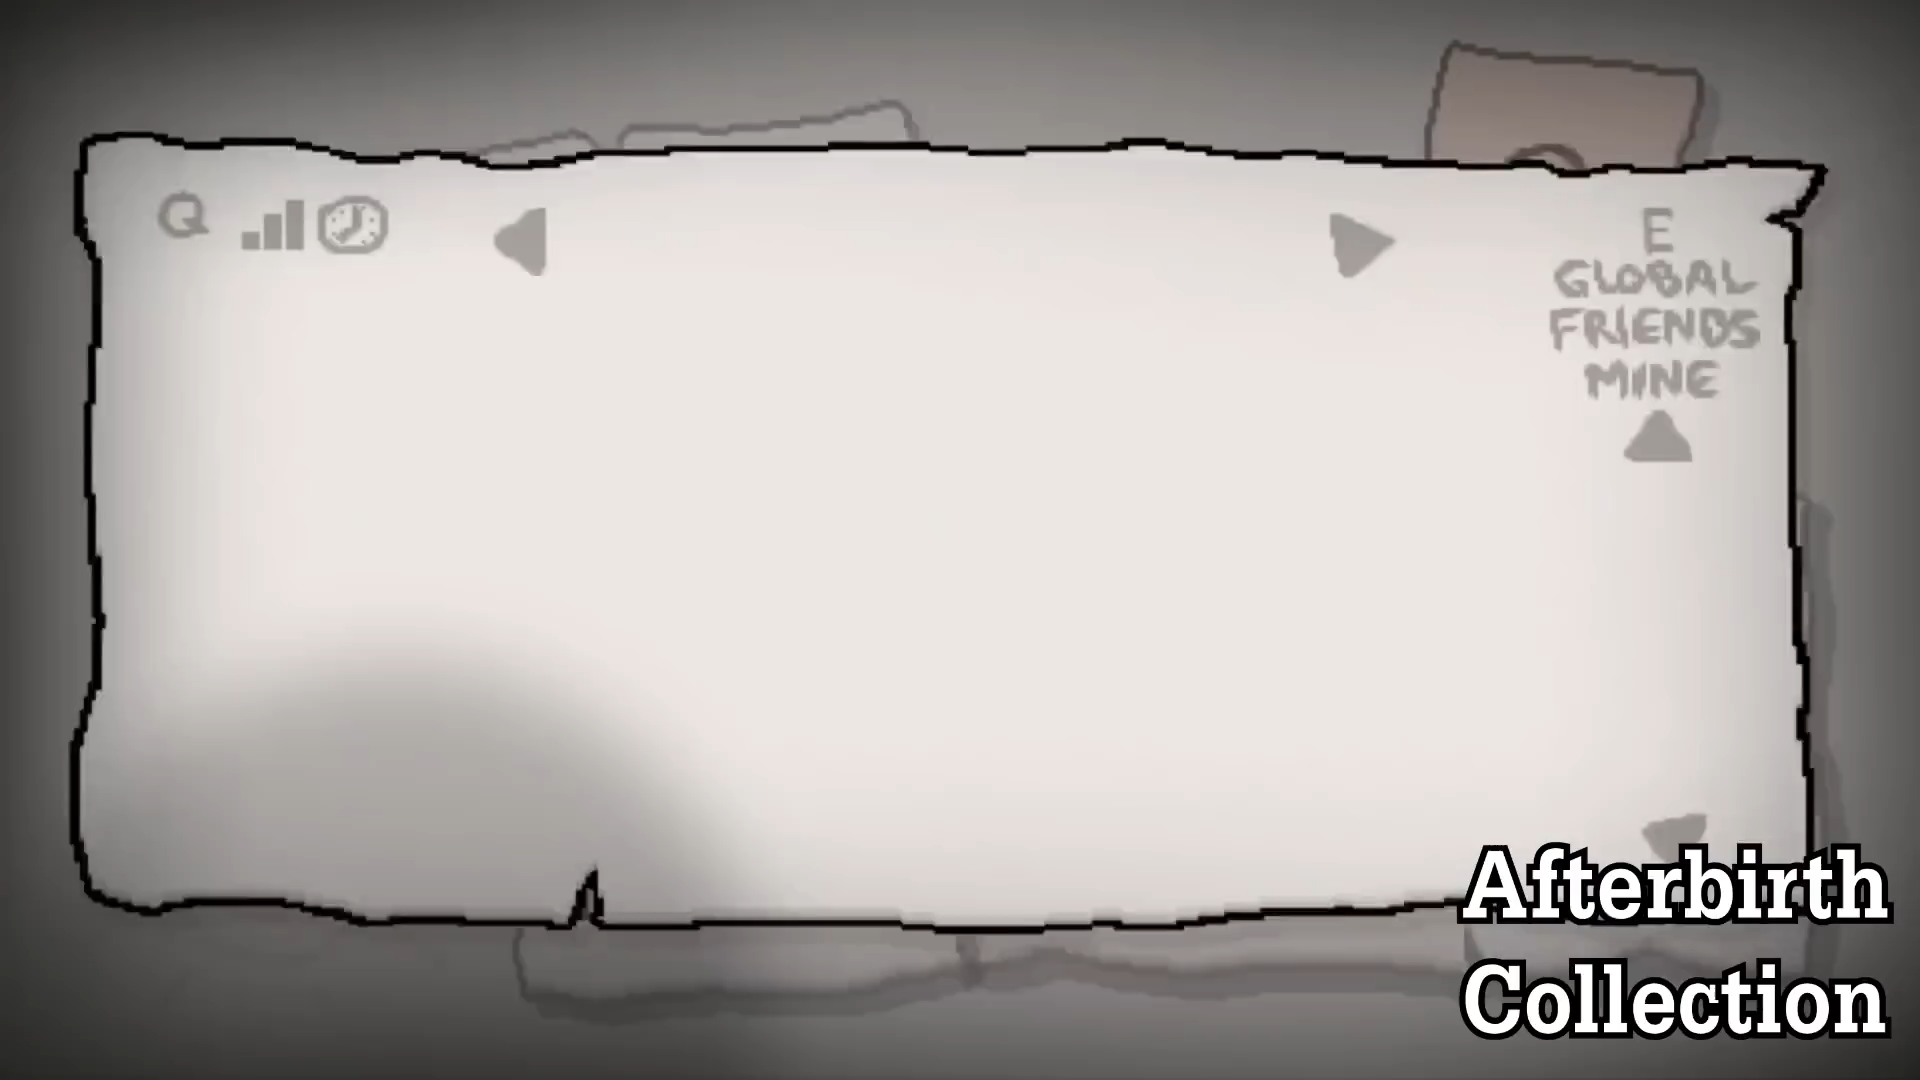 Q
E
GLOBAL
FRIENDS
MINE
Afterbirth
Collection